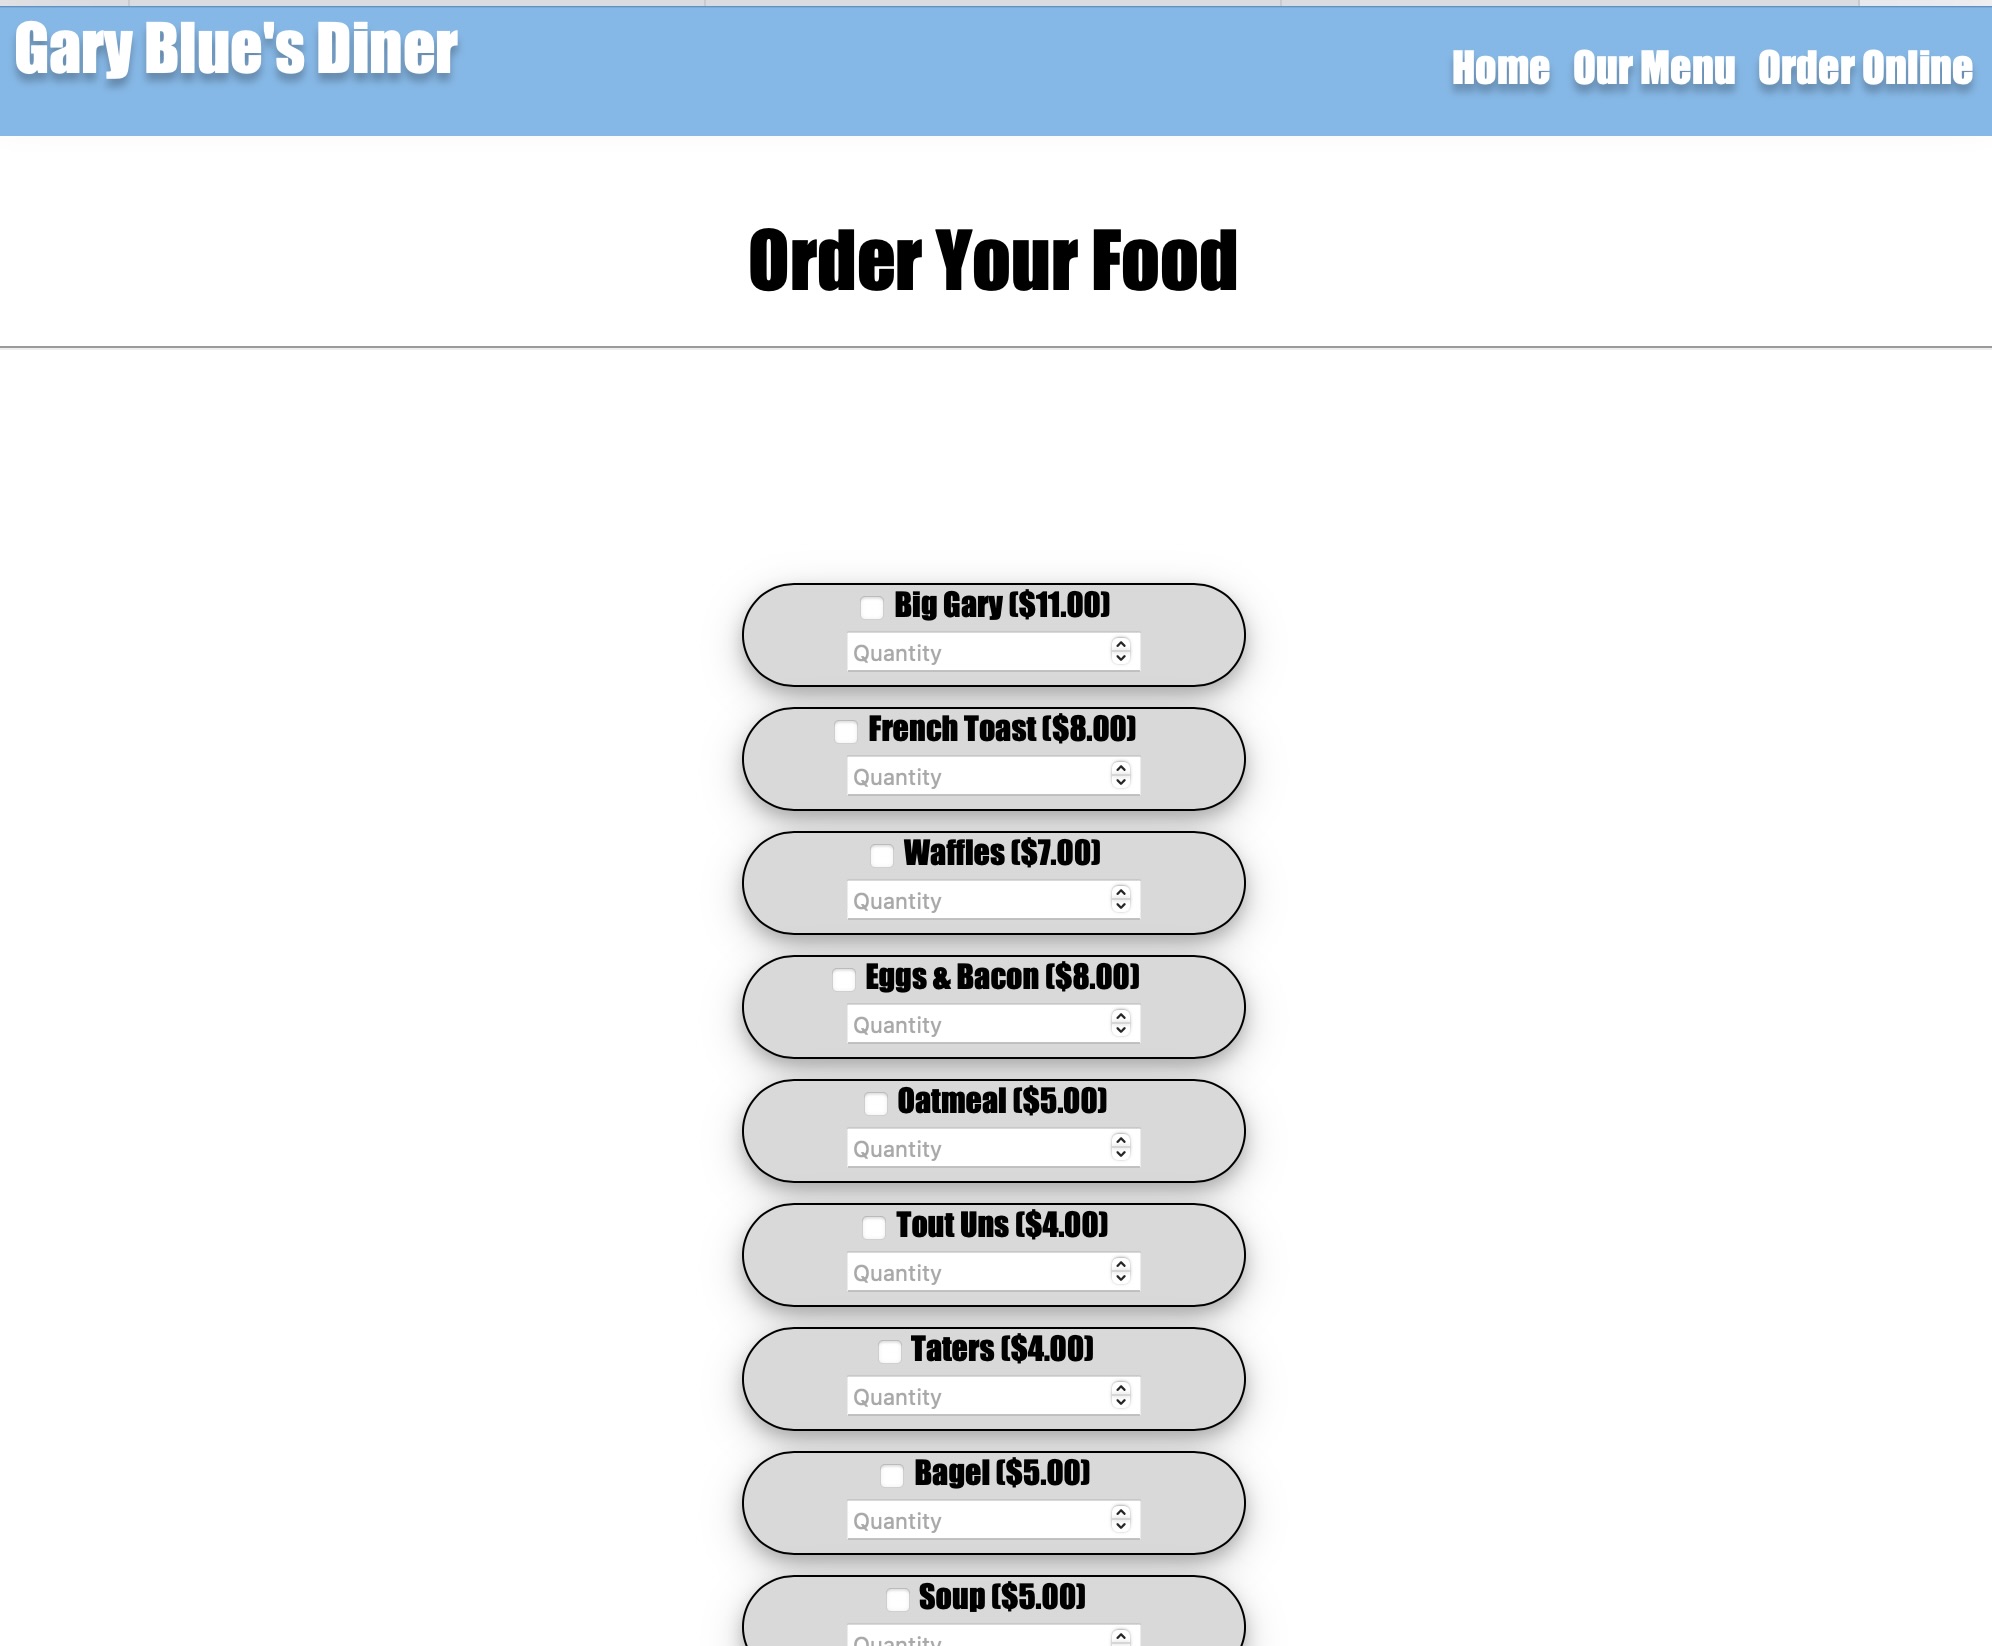 Gary Blue's Diner
Home Our Menu Order Online
Order Your Food
Big Gary ($11.00)
Quantity
French Toast ($8.00)
Quantity
Waffles ($7.00)
Quantity
Eggs & Bacon ($8.00)
Quantity
Oatmeal ($5.00)
Quantity
Tout Uns ($4.00)
Quantity
Taters ($4.00)
Quantity
Bagel ($5.00)
Quantity
Soup ($5.00)
Quantity